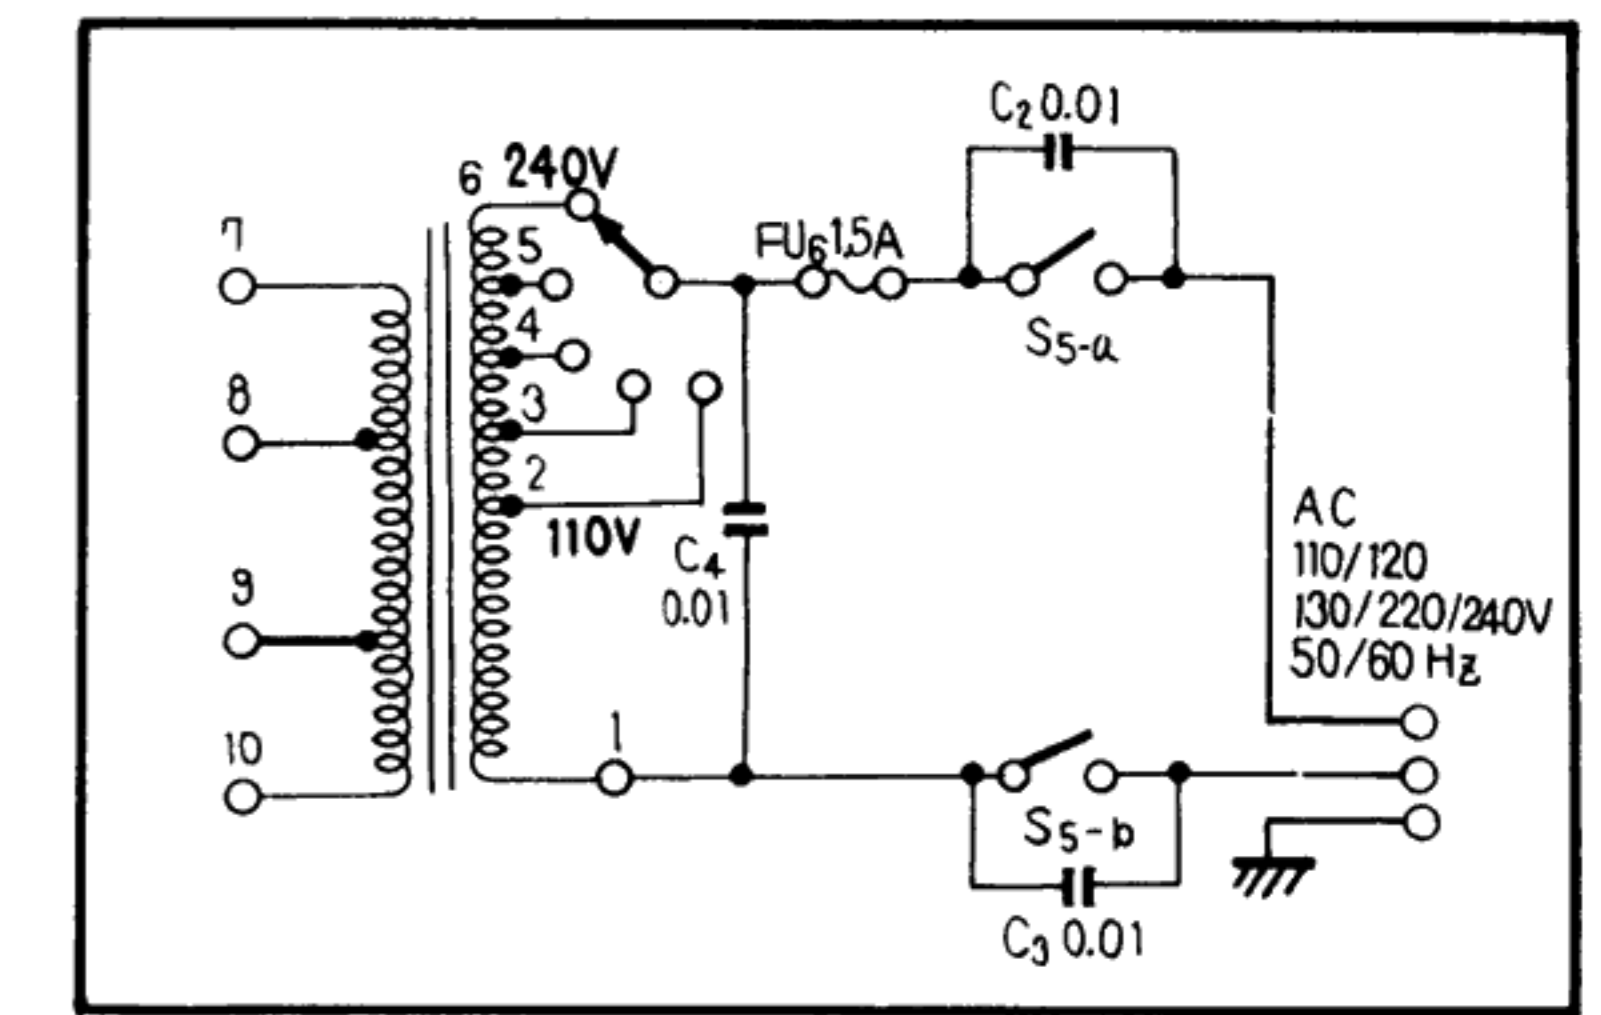 C2 0.01
6 240V
7
5
FU6 1.5A
4
S5-a
8
3
2
110V
AC
C4
110/120
0.01
9
130/220/240V
50/60 Hz
1
10
S5-b
C3 0.01